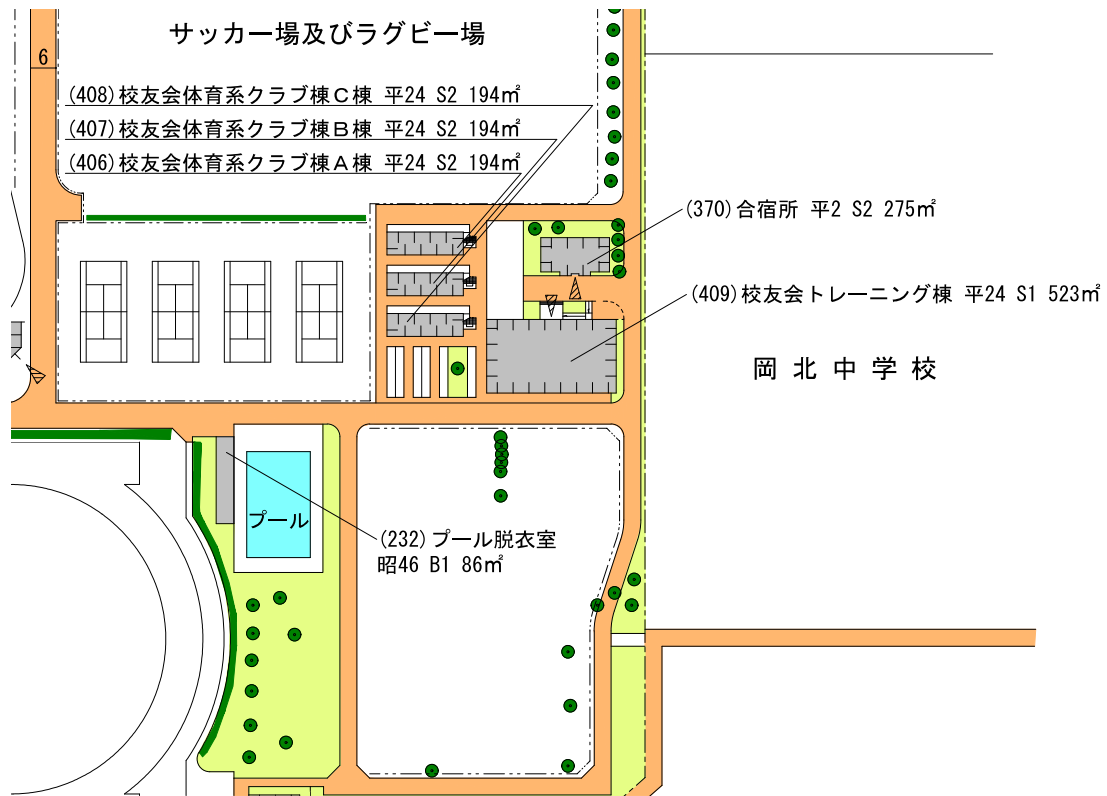 サッカー場及びラグビー場
6
(408)校友会体育系クラブ棟C棟 平24 S2 194㎡
(407)校友会体育系クラブ棟B棟 平24 S2 194㎡
(406)校友会体育系クラブ棟A棟 平24 S2 194㎡
(370)合宿所 平2 S2 275㎡
(409)校友会トレーニング棟 平24 S1 523㎡
岡北中学校
プール
(232)プール脱衣室
昭46 B1 86㎡